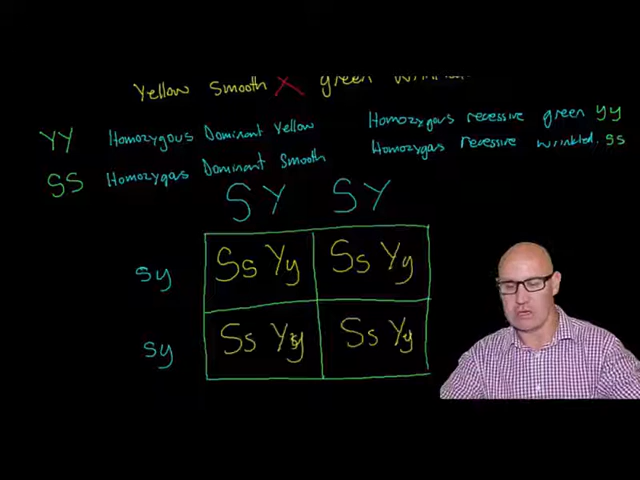 Yellow Smooth X green
YY Homozygous Dominant Yellow Homozygous recessive green yy
SS Homozygous Dominant Smooth Homozygous recessive wrinkled. ss
SY SY
sy Ss Yy Ss Yy
sy Ss Yy Ss Yy